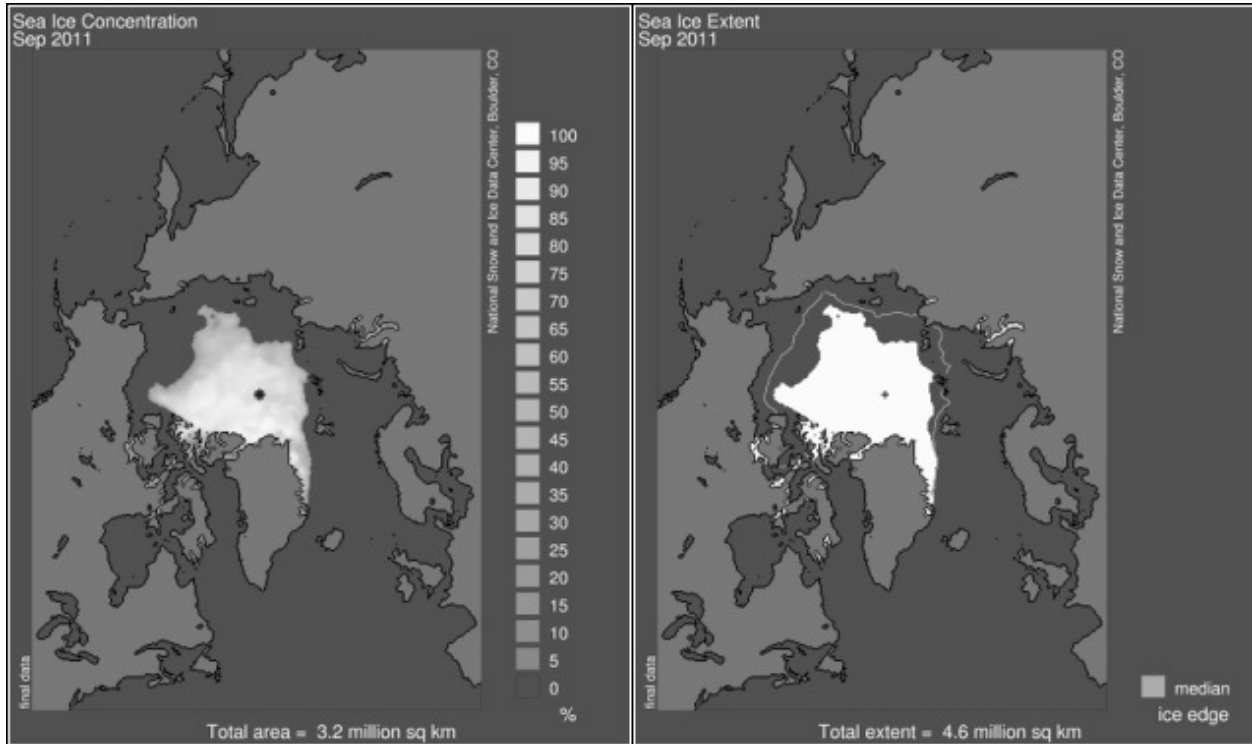 Sea Ice Concentration
Sep 2011
National Snow and Ice Data Center, Boulder, CO
100
95
90
85
80
75
70
65
60
55
50
45
40
35
30
25
20
15
10
5
0
%
final data
Total area = 3.2 million sq km
Sea Ice Extent
Sep 2011
National Snow and Ice Data Center, Boulder, CO
median
ice edge
final data
Total extent = 4.6 million sq km